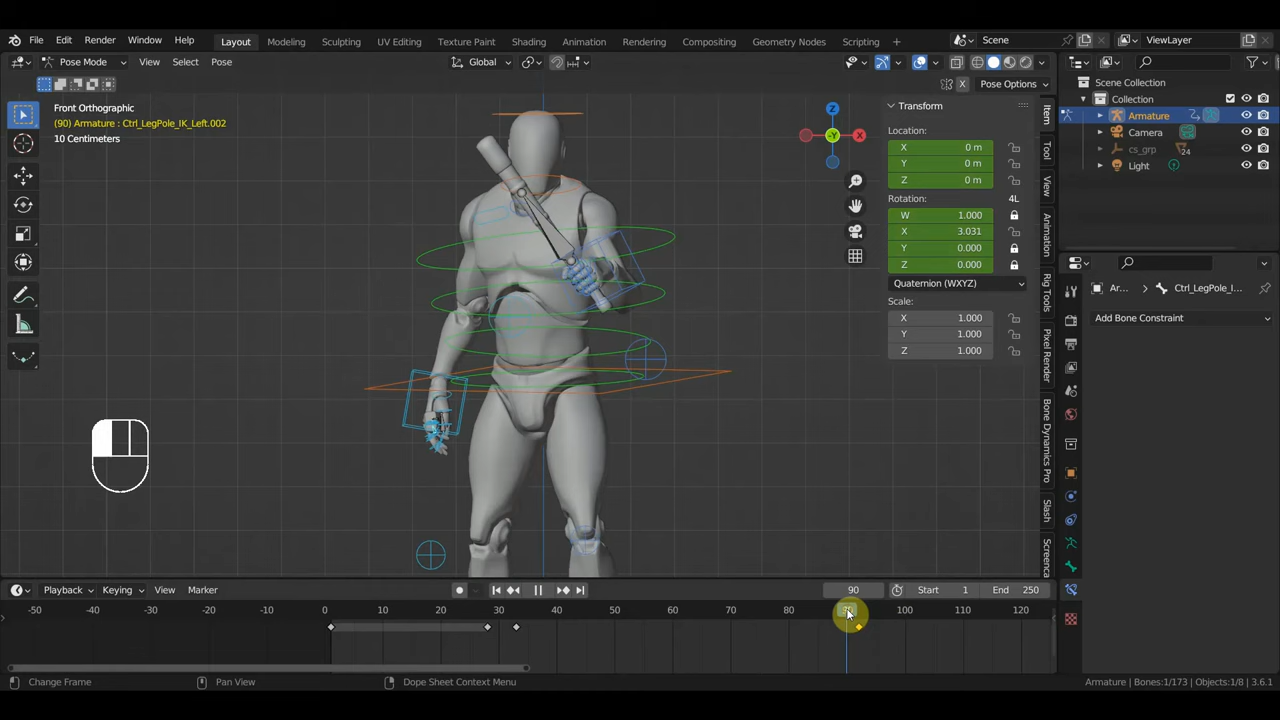 File Edit Render Window Help Layout Modeling Sculpting UV Editing Texture Paint Shading Animation Rendering Compositing Geometry Nodes Scripting + Scene ViewLayer
Pose Mode View Select Pose Global
X Pose Options
Scene Collection
Collection
Armature
Camera
cs_grp 24
Light
Front Orthographic
(90) Armature : Ctrl_LegPole_IK_Left.002
10 Centimeters
Z
X
-Y
Transform
Location:
X 0 m
Y 0 m
Z 0 m
Rotation: 4L
W 1.000
X 3.031
Y 0.000
Z 0.000
Quaternion (WXYZ)
Scale:
X 1.000
Y 1.000
Z 1.000
Item
Tool
View
Animation
Rig Tools
Pixel Render
Bone Dynamics Pro
Slash
Screenca
Ar... Ctrl_LegPole_I...
Add Bone Constraint
Playback Keying View Marker 90 Start 1 End 250
-50 -40 -30 -20 -10 0 10 20 30 40 50 60 70 80 90 100 110 120
Change Frame Pan View Dope Sheet Context Menu Armature | Bones:1/173 | Objects:1/8 | 3.6.1